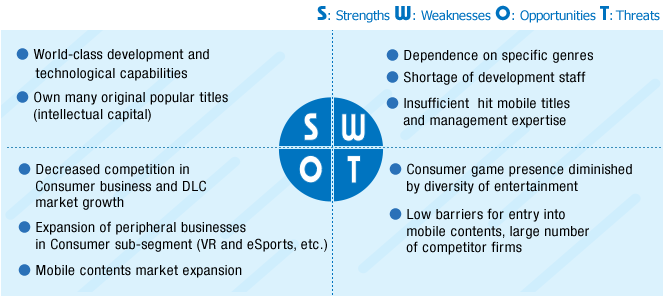 S: Strengths W: Weaknesses O: Opportunities T: Threats
World-class development and
technological capabilities
Own many original popular titles
(intellectual capital)
Dependence on specific genres
Shortage of development staff
Insufficient hit mobile titles
and management expertise
S W
O T
Decreased competition in
Consumer business and DLC
market growth
Expansion of peripheral businesses
in Consumer sub-segment (VR and eSports, etc.)
Mobile contents market expansion
Consumer game presence diminished
by diversity of entertainment
Low barriers for entry into
mobile contents, large number
of competitor firms